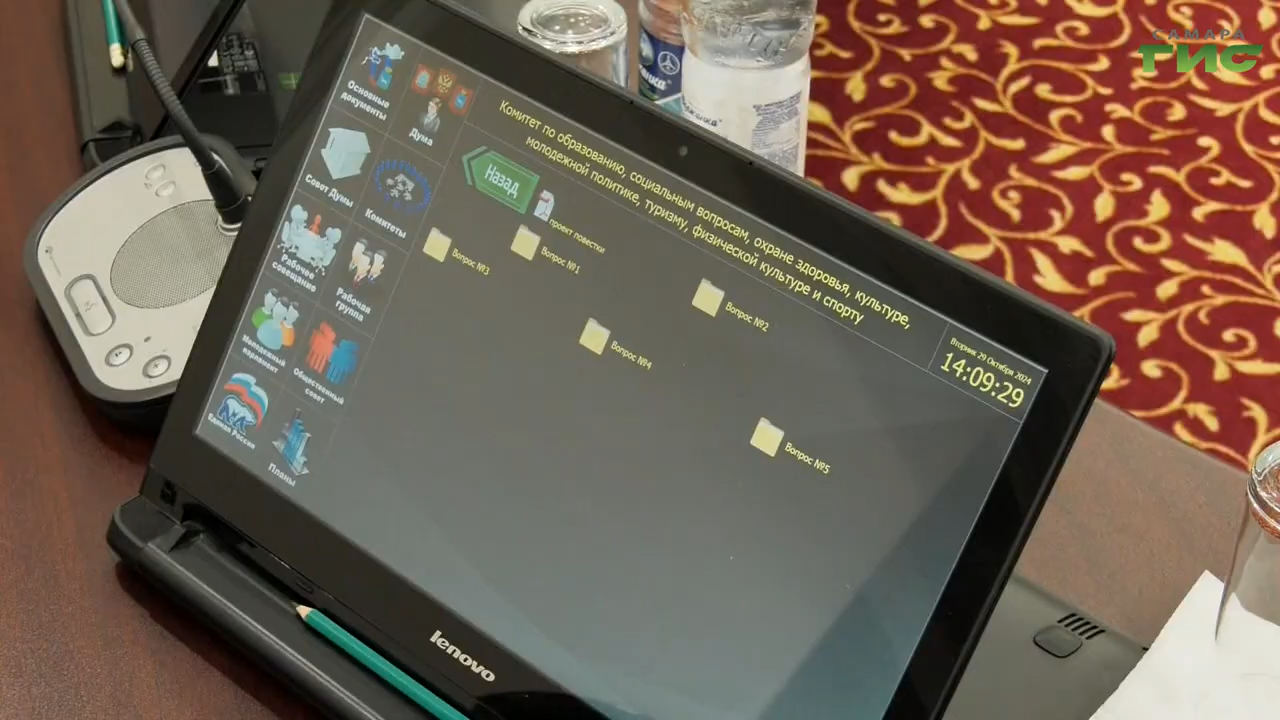 САМАРА
ГИС
Основные
документы
Дума
Совет Думы
Комитеты
Рабочее
совещание
Рабочая
группа
Молодежный
парламент
Общественный
совет
Единая Россия
Планы
Комитет по образованию, социальным вопросам, охране здоровья, культуре,
молодежной политике, туризму, физической культуре и спорту
Назад
проект повестки
Вопрос №3
Вопрос №1
Вопрос №2
Вопрос №4
Вопрос №5
Вторник 29 Октября 2024
14:09:29
lenovo